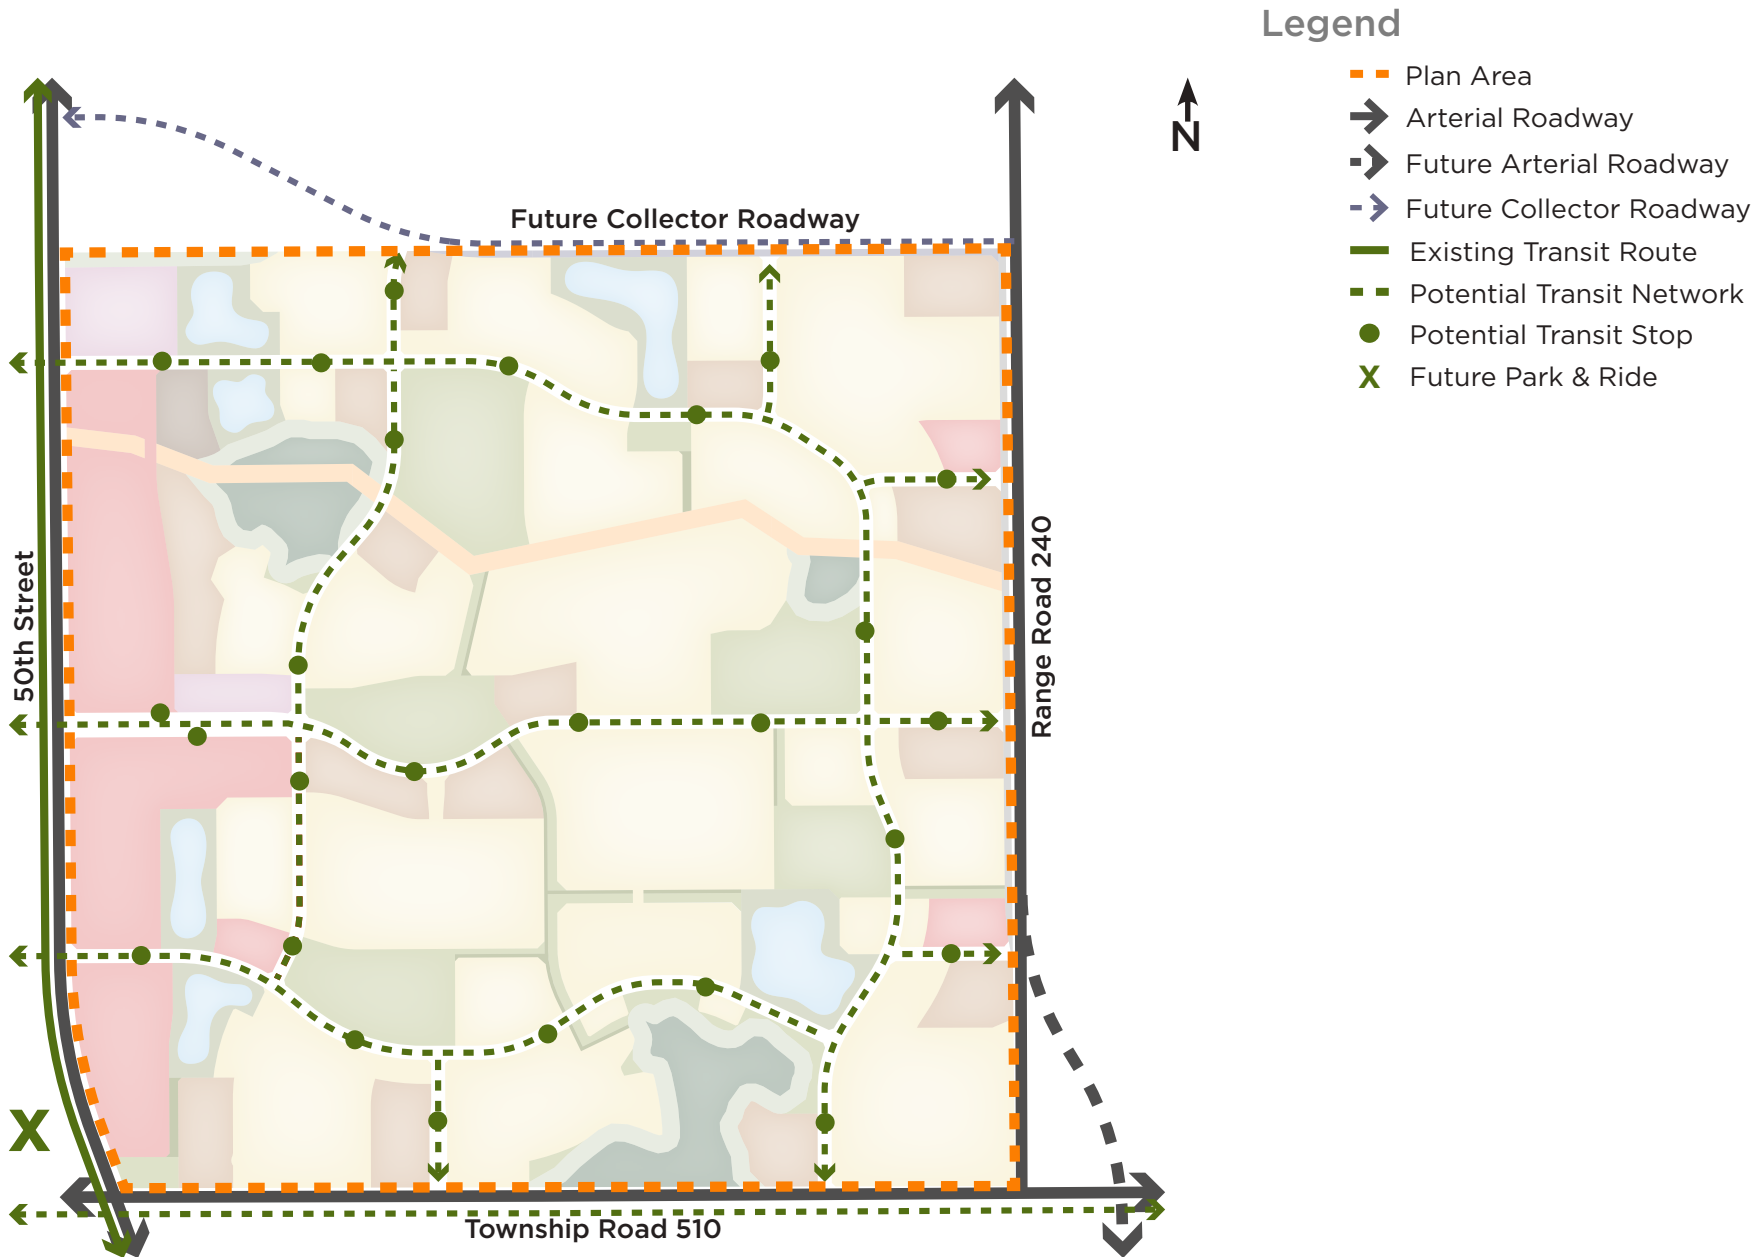 Legend
Plan Area
Arterial Roadway
Future Arterial Roadway
Future Collector Roadway
Existing Transit Route
Potential Transit Network
Potential Transit Stop
X Future Park & Ride
N
Future Collector Roadway
50th Street
Range Road 240
X
Township Road 510